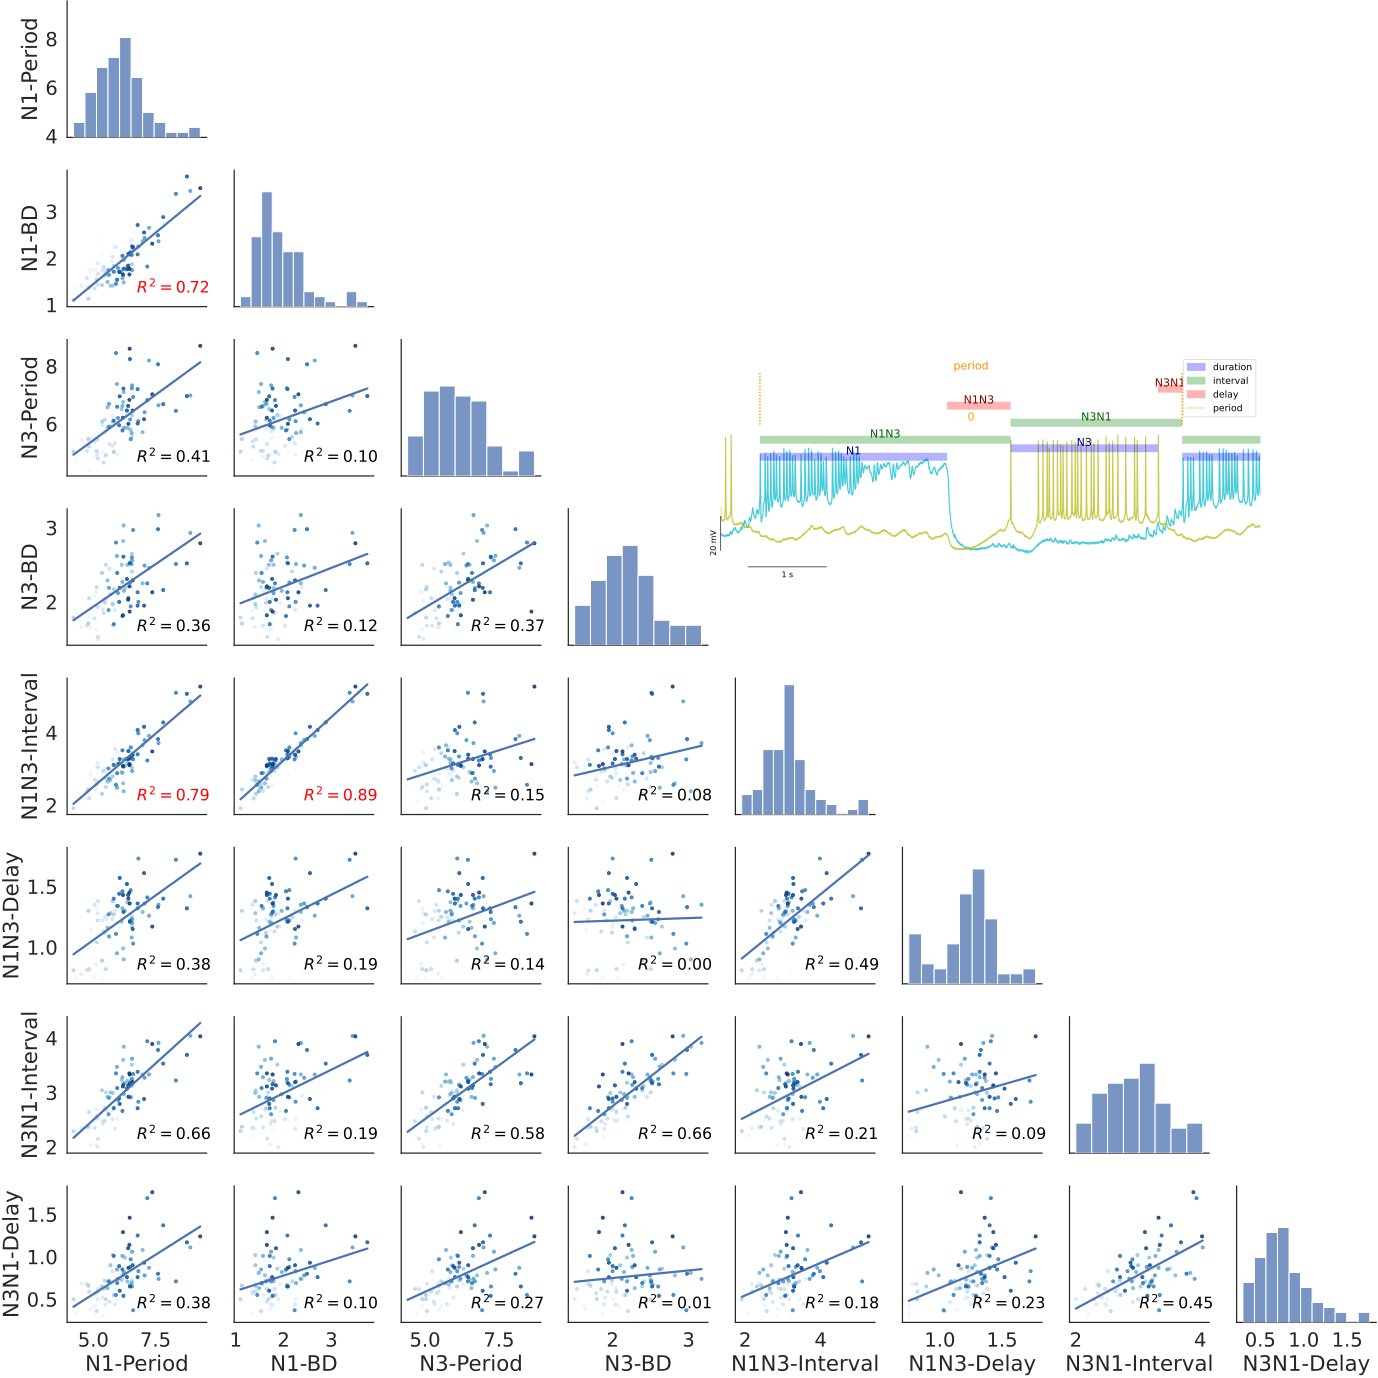 N1-Period
8
6
4
N1-BD
3
2
1
R² = 0.72
N3-Period
8
6
R² = 0.41
R² = 0.10
period
N3N1
N1N3
0
N3N1
N1N3
N3
N1
duration
interval
delay
period
20 mV
1 s
N3-BD
3
2
R² = 0.36
R² = 0.12
R² = 0.37
N1N3-Interval
4
2
R² = 0.79
R² = 0.89
R² = 0.15
R² = 0.08
N1N3-Delay
1.5
1.0
R² = 0.38
R² = 0.19
R² = 0.14
R² = 0.00
R² = 0.49
N3N1-Interval
4
3
2
R² = 0.66
R² = 0.19
R² = 0.58
R² = 0.66
R² = 0.21
R² = 0.09
N3N1-Delay
1.5
1.0
0.5
R² = 0.38
R² = 0.10
R² = 0.27
R² = 0.01
R² = 0.18
R² = 0.23
R² = 0.45
5.0 7.5 1 2 3 5.0 7.5 2 3 2 4 1.0 1.5 2 4 0.5 1.0 1.5
N1-Period N1-BD N3-Period N3-BD N1N3-Interval N1N3-Delay N3N1-Interval N3N1-Delay